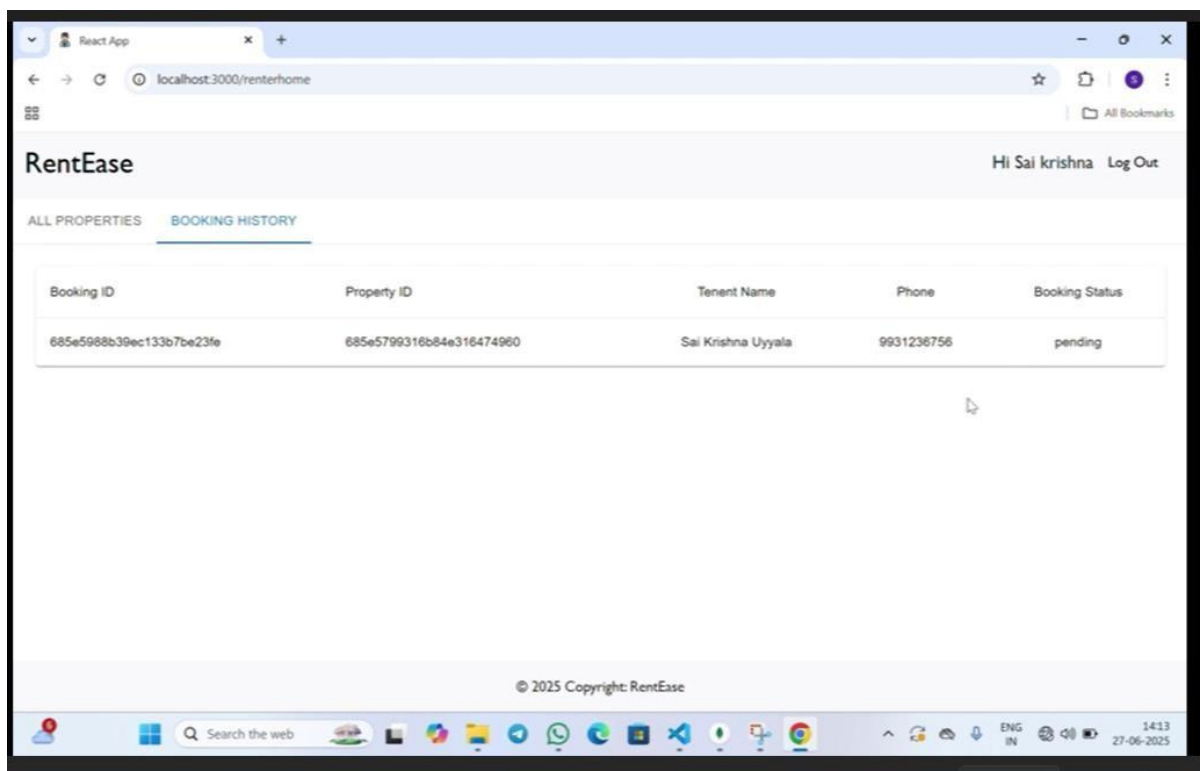 React App
localhost:3000/renterhome
S
All Bookmarks
RentEase
Hi Sai krishna Log Out
ALL PROPERTIES BOOKING HISTORY
Booking ID Property ID Tenent Name Phone Booking Status
685e5988b39ec133b7be23fe 685e5799316b84e316474960 Sai Krishna Uyyala 9931236756 pending
© 2025 Copyright: RentEase
Search the web
ENG 14:13
IN 27-06-2025